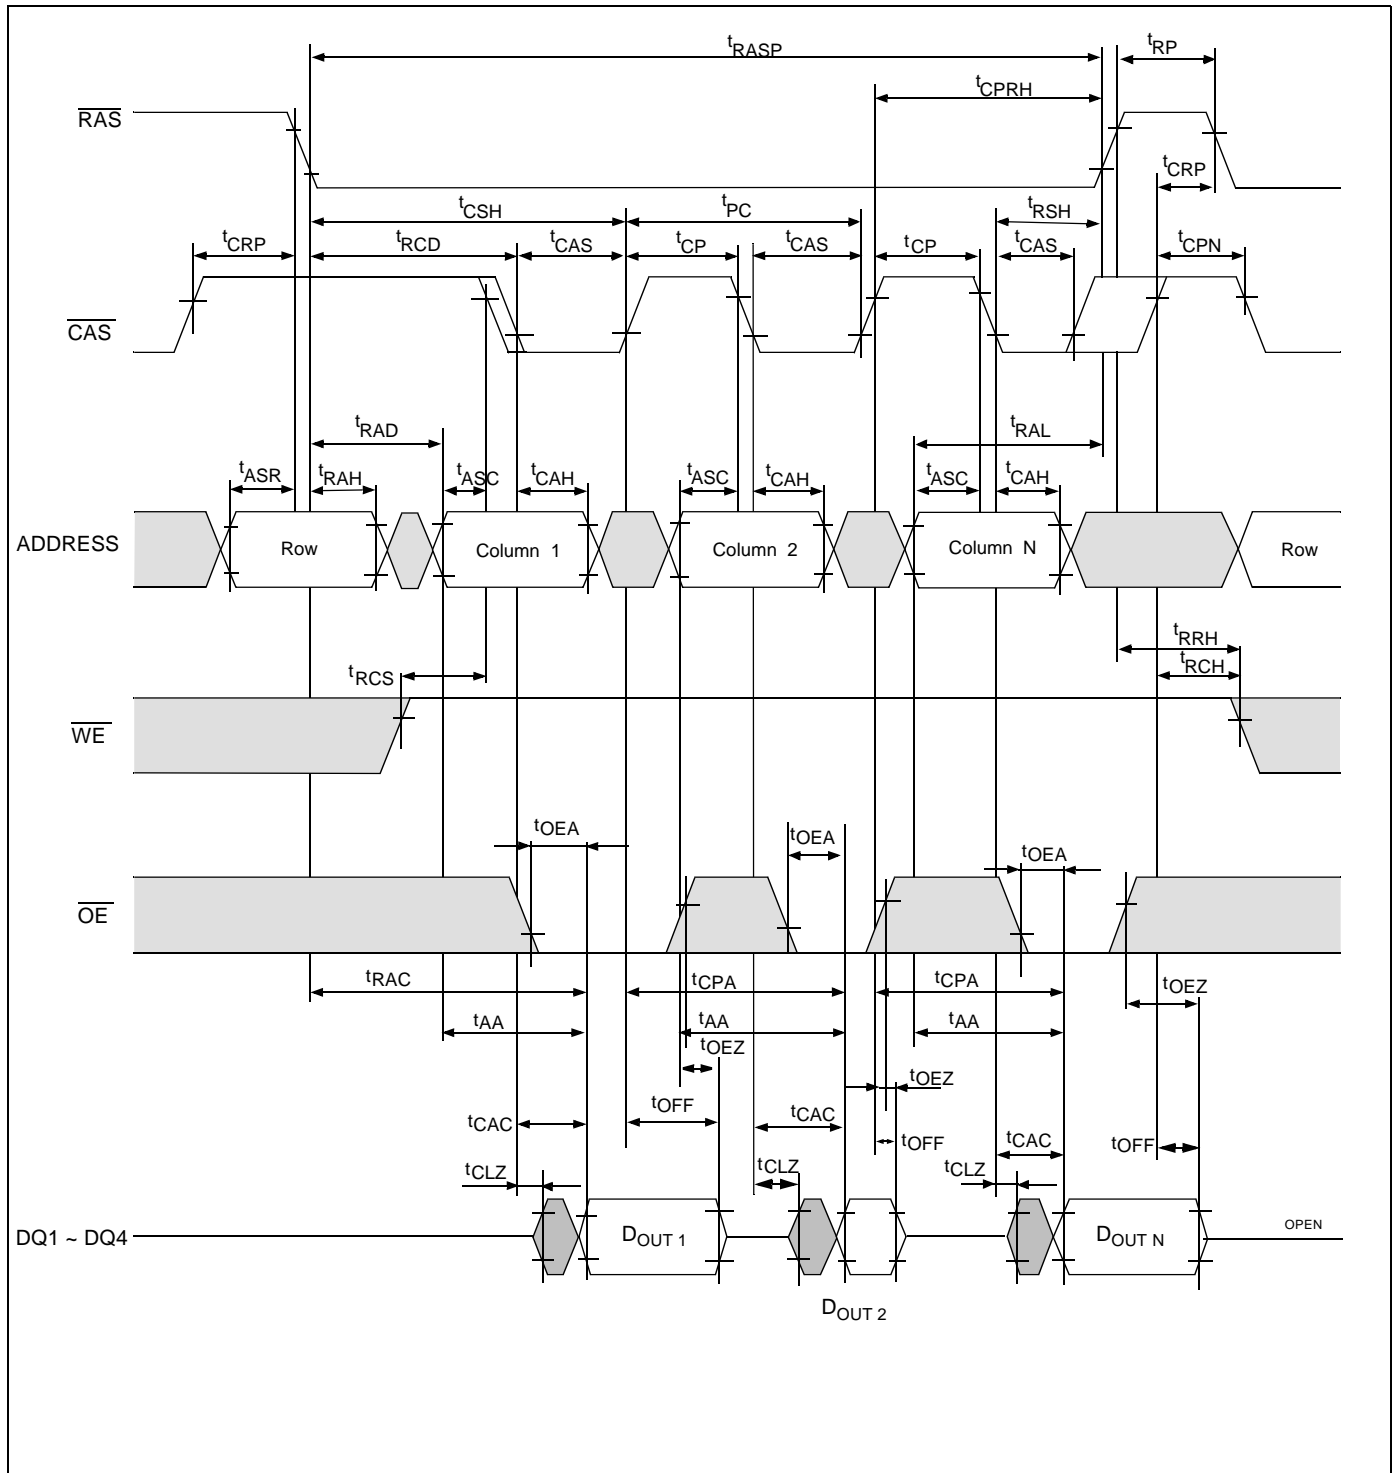 tRASP
tRP
tCPRH
RAS
tCRP
tCSH
tPC
tRSH
tCRP
tRCD
tCAS
tCP
tCAS
tCP
tCAS
tCPN
CAS
tRAD
tRAL
tASR
tRAH
tASC
tCAH
tASC
tCAH
tASC
tCAH
ADDRESS
Row
Column 1
Column 2
Column N
Row
tRRH
tRCS
tRCH
WE
tOEA
tOEA
tOEA
OE
tRAC
tCPA
tCPA
tOEZ
tAA
tAA
tAA
tOEZ
tOEZ
tCAC
tOFF
tCAC
tOFF
tCAC
tOFF
tCLZ
tCLZ
tCLZ
DQ1 ~ DQ4
DOUT 1
DOUT N
OPEN
DOUT 2